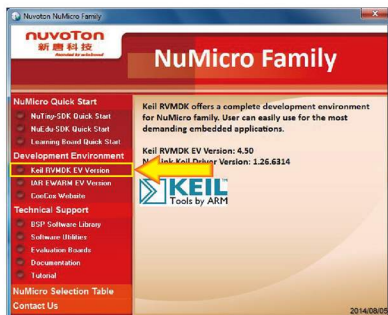 Nuvoton NuMicro Family
nuvoTon
新唐科技
NuMicro Family
NuMicro Quick Start
NuTiny-SDK Quick Start
NuEdu-SDK Quick Start
Learning Board Quick Start
Development Environment
Keil RVMDK EV Version
IAR EWARM EV Version
CooCox Website
Technical Support
BSP Software Library
Software Utilities
Evaluation Boards
Documentation
Tutorial
NuMicro Selection Table
Contact Us
Keil RVMDK offers a complete development environment
for NuMicro family. User can easily use for the most
demanding embedded applications.
Keil RVMDK EV Version: 4.50
Keil Driver Version: 1.26.6314
KEIL
Tools by ARM
2014/08/05